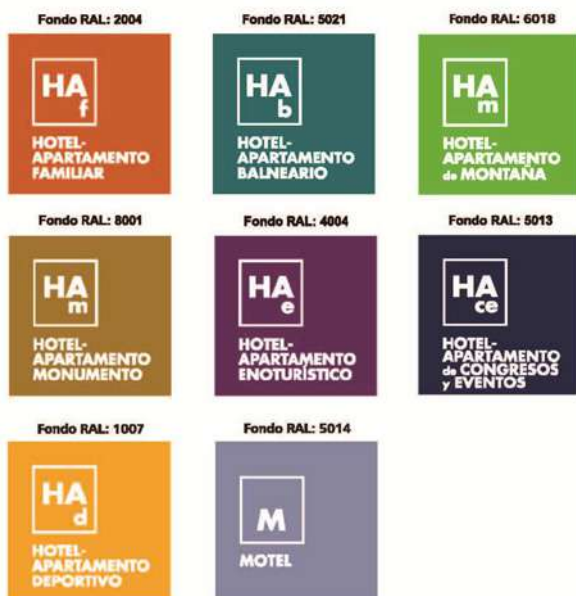 Fondo RAL: 2004
HA
f
HOTEL-
APARTAMENTO
FAMILIAR
Fondo RAL: 5021
HA
b
HOTEL-
APARTAMENTO
BALNEARIO
Fondo RAL: 6018
HA
m
HOTEL-
APARTAMENTO
de MONTAÑA
Fondo RAL: 8001
HA
m
HOTEL-
APARTAMENTO
MONUMENTO
Fondo RAL: 4004
HA
e
HOTEL-
APARTAMENTO
ENOTURÍSTICO
Fondo RAL: 5013
HA
ce
HOTEL-
APARTAMENTO
de CONGRESOS
y EVENTOS
Fondo RAL: 1007
HA
d
HOTEL-
APARTAMENTO
DEPORTIVO
Fondo RAL: 5014
M
MOTEL